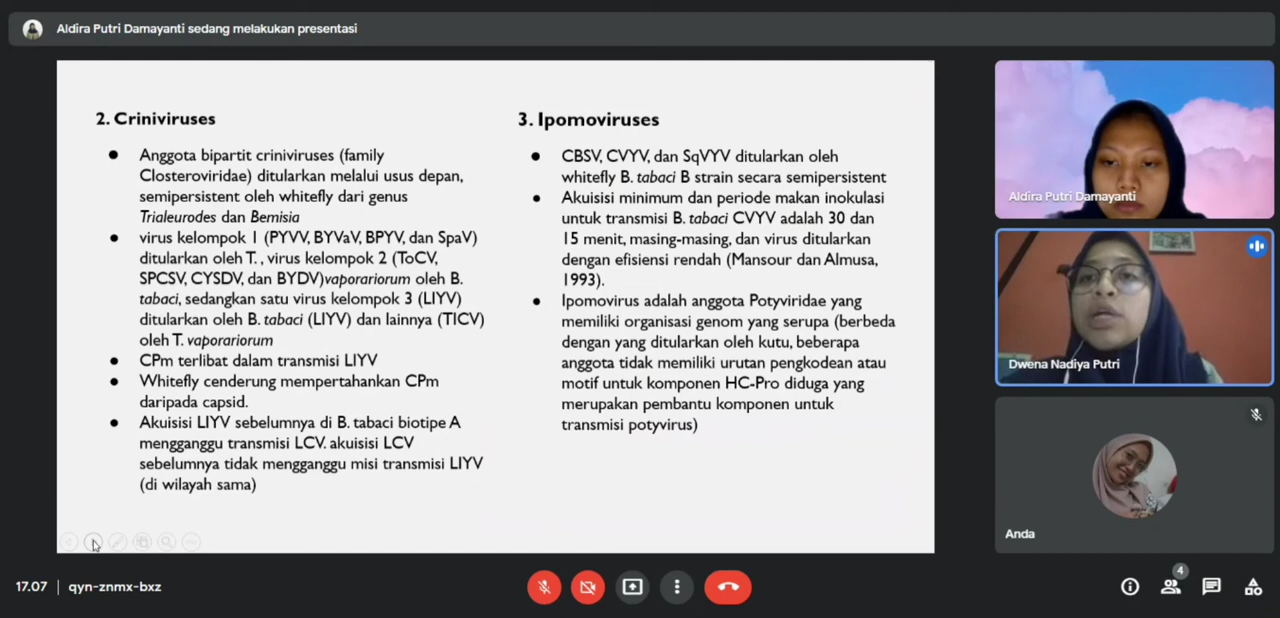 Aldira Putri Damayanti sedang melakukan presentasi
2. Criniviruses
● Anggota bipartit criniviruses (family
Closteroviridae) ditularkan melalui usus depan,
semipersistent oleh whitefly dari genus
Trialeurodes dan Bemisia
● virus kelompok 1 (PYVV, BYVaV, BPYV, dan SpaV)
ditularkan oleh T. , virus kelompok 2 (ToCV,
SPCSV, CYSDV, dan BYDV)vaporariorum oleh B.
tabaci, sedangkan satu virus kelompok 3 (LIYV)
ditularkan oleh B. tabaci (LIYV) dan lainnya (TICV)
oleh T. vaporariorum
● CPm terlibat dalam transmisi LIYV
● Whitefly cenderung mempertahankan CPm
daripada capsid.
● Akuisisi LIYV sebelumnya di B. tabaci biotipe A
mengganggu transmisi LCV. akuisisi LCV
sebelumnya tidak mengganggu misi transmisi LIYV
(di wilayah sama)
3. Ipomoviruses
● CBSV, CVYV, dan SqVYV ditularkan oleh
whitefly B. tabaci B strain secara semipersistent
● Akuisisi minimum dan periode makan inokulasi
untuk transmisi B. tabaci CVYV adalah 30 dan
15 menit, masing-masing, dan virus ditularkan
dengan efisiensi rendah (Mansour dan Almusa,
1993).
● Ipomovirus adalah anggota Potyviridae yang
memiliki organisasi genom yang serupa (berbeda
dengan yang ditularkan oleh kutu, beberapa
anggota tidak memiliki urutan pengkodean atau
motif untuk komponen HC-Pro diduga yang
merupakan pembantu komponen untuk
transmisi potyvirus)
Aldira Putri Damayanti
Dwena Nadiya Putri
Anda
17.07 | qyn-znmx-bxz
4